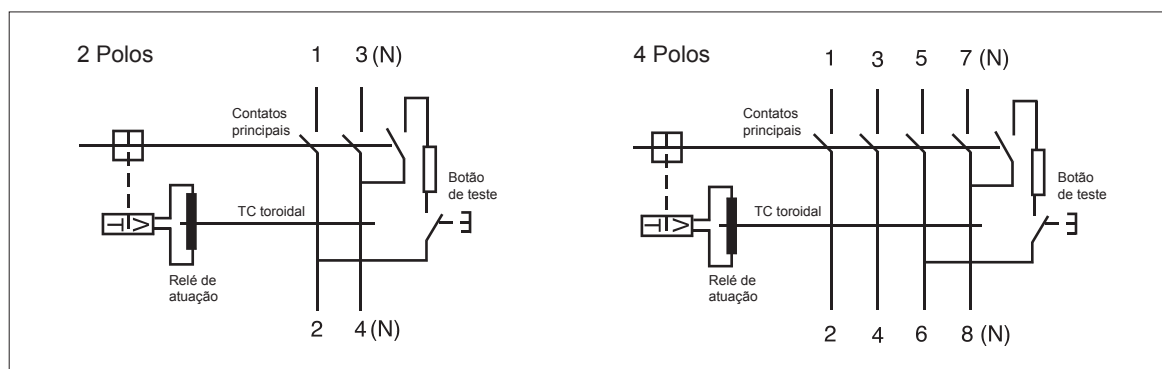 2 Polos
1 3 (N)
Contatos
principais
Botão
de teste
TC toroidal
Relé de
atuação
2 4 (N)
4 Polos
1 3 5 7 (N)
Contatos
principais
Botão
de teste
TC toroidal
Relé de
atuação
2 4 6 8 (N)